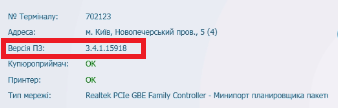 № Терміналу: 702123
Адреса: м. Київ, Новопечерський пров., 5 (4)
Версія ПЗ: 3.4.1.15918
Купюроприймач: OK
Принтер: OK
Тип мережі: Realtek PCIe GBE Family Controller - Минипорт планировщика пакетн